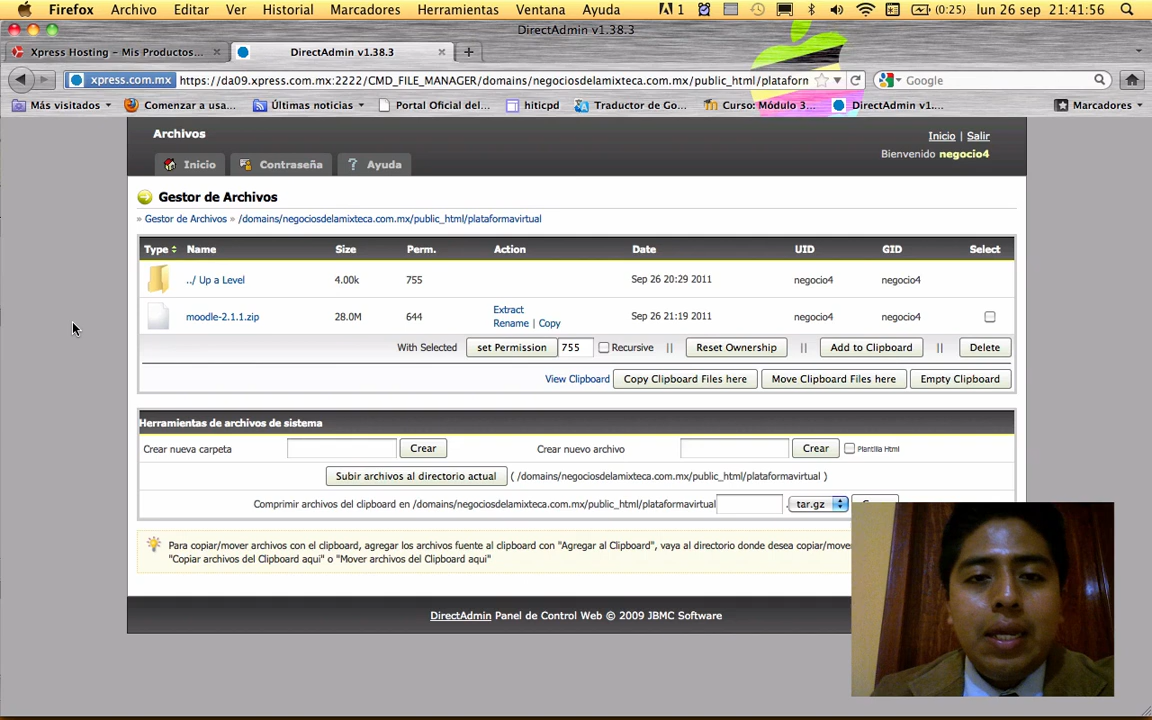 Firefox Archivo Editar Ver Historial Marcadores Herramientas Ventana Ayuda 1 (0:25) lun 26 sep 21:41:56
DirectAdmin v1.38.3
Xpress Hosting - Mis Productos... DirectAdmin v1.38.3
xpress.com.mx https://da09.xpress.com.mx:2222/CMD_FILE_MANAGER/domains/negociosdelamixteca.com.mx/public_html/plataforn Google
Más visitados Comenzar a usa... Últimas noticias Portal Oficial del... hiticpd Traductor de Go... Curso: Módulo 3... DirectAdmin v1.... Marcadores
Archivos
Inicio | Salir
Bienvenido negocio4
Inicio Contraseña ? Ayuda
Gestor de Archivos
» Gestor de Archivos » /domains/negociosdelamixteca.com.mx/public_html/plataformavirtual
Type Name Size Perm. Action Date UID GID Select
../ Up a Level 4.00k 755 Sep 26 20:29 2011 negocio4 negocio4
moodle-2.1.1.zip 28.0M 644 Extract Sep 26 21:19 2011 negocio4 negocio4
Rename | Copy
With Selected set Permission 755 Recursive || Reset Ownership || Add to Clipboard || Delete
View Clipboard Copy Clipboard Files here Move Clipboard Files here Empty Clipboard
Herramientas de archivos de sistema
Crear nueva carpeta Crear Crear nuevo archivo Crear Plantilla Html
Subir archivos al directorio actual ( /domains/negociosdelamixteca.com.mx/public_html/plataformavirtual )
Comprimir archivos del clipboard en /domains/negociosdelamixteca.com.mx/public_html/plataformavirtual . tar.gz
Para copiar/mover archivos con el clipboard, agregar los archivos fuente al clipboard con "Agregar al Clipboard", vaya al directorio donde desea copiar/move
"Copiar archivos del Clipboard aqui" o "Mover archivos del Clipboard aqui"
DirectAdmin Panel de Control Web © 2009 JBMC Software